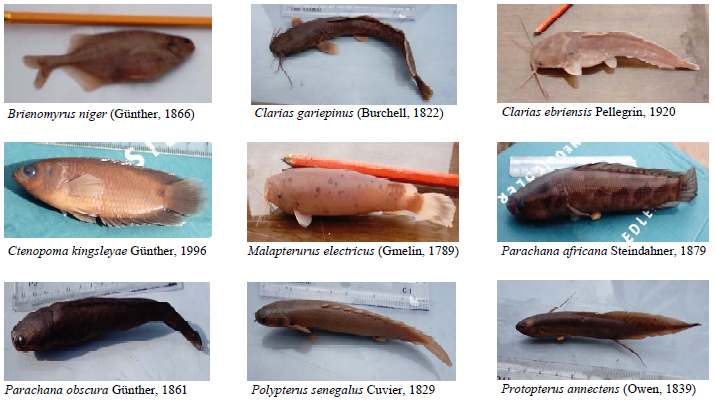 Brienomyrus niger (Günther, 1866)
Clarias gariepinus (Burchell, 1822)
Clarias ebriensis Pellegrin, 1920
Ctenopoma kingsleyae Günther, 1996
Malapterurus electricus (Gmelin, 1789)
Parachana africana Steindahner, 1879
Parachana obscura Günther, 1861
Polypterus senegalus Cuvier, 1829
Protopterus annectens (Owen, 1839)